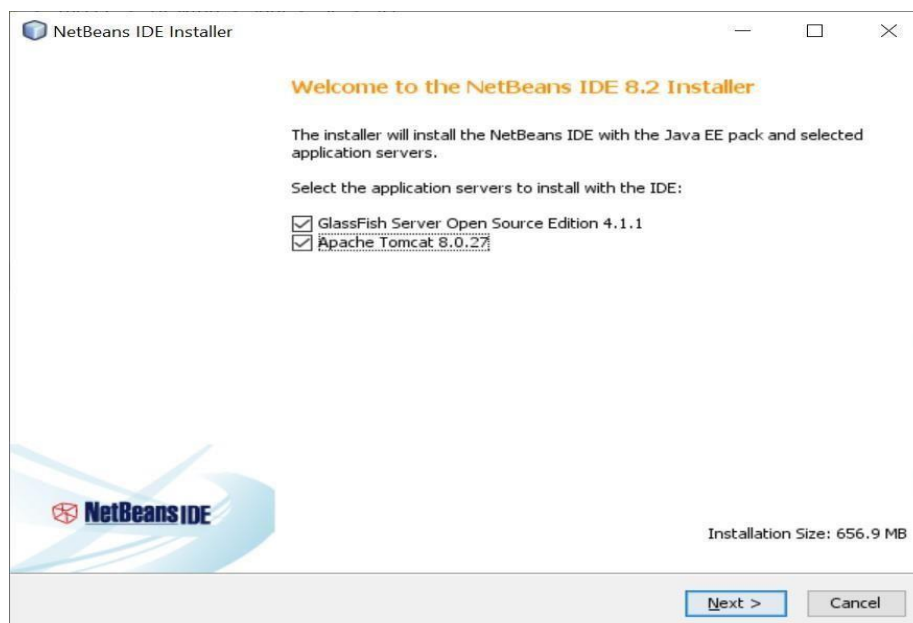 NetBeans IDE Installer
Welcome to the NetBeans IDE 8.2 Installer
The installer will install the NetBeans IDE with the Java EE pack and selected
application servers.
Select the application servers to install with the IDE:
GlassFish Server Open Source Edition 4.1.1
Apache Tomcat 8.0.27
NetBeans IDE
Installation Size: 656.9 MB
Next >
Cancel